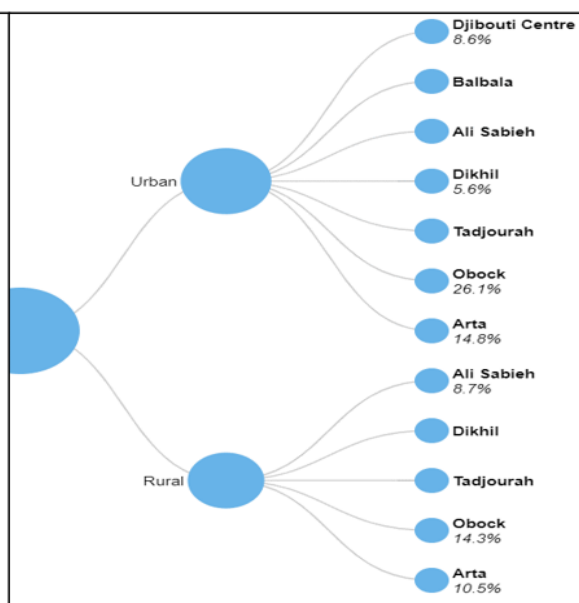 Djibouti Centre
8.6%
Balbala
Ali Sabieh
Urban
Dikhil
5.6%
Tadjourah
Obock
26.1%
Arta
14.8%
Ali Sabieh
8.7%
Dikhil
Rural
Tadjourah
Obock
14.3%
Arta
10.5%